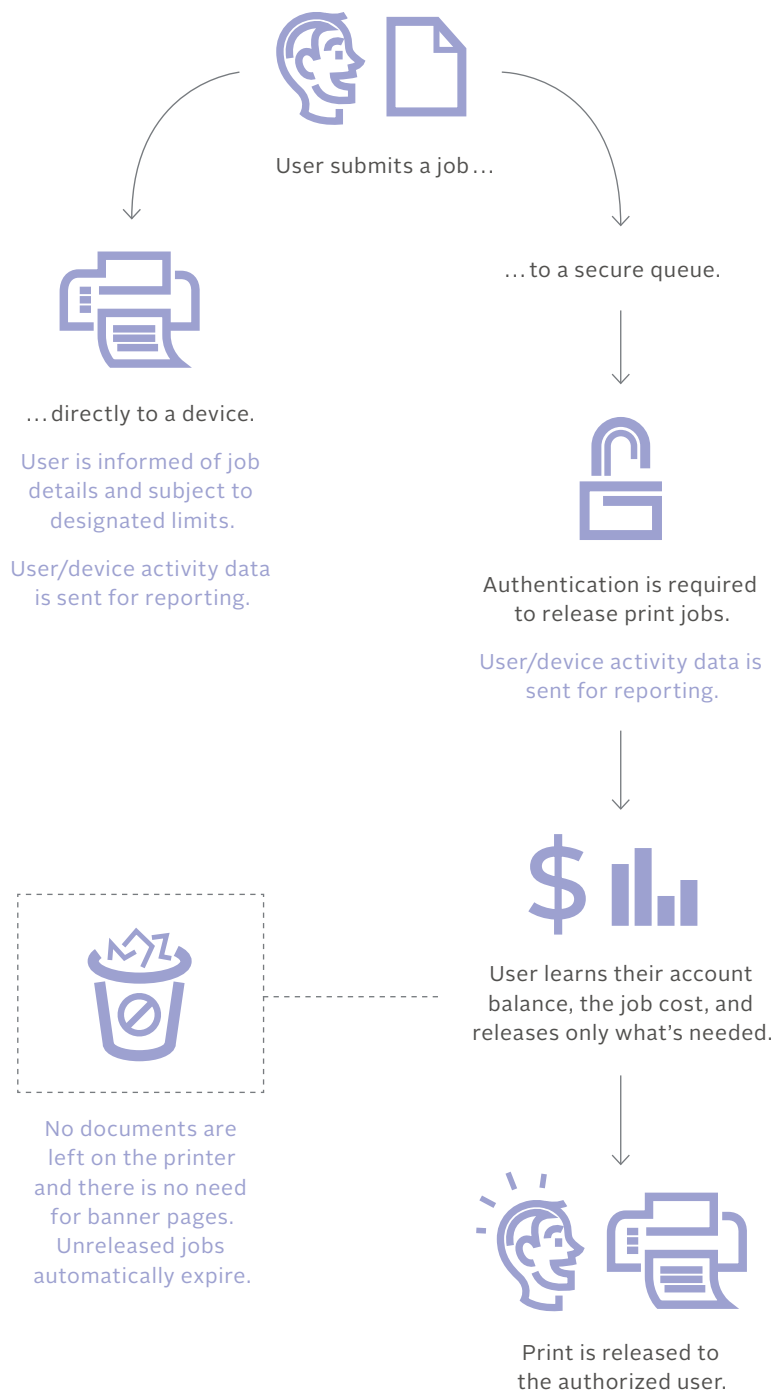 User submits a job…
…directly to a device.
User is informed of job
details and subject to
designated limits.
User/device activity data
is sent for reporting.
…to a secure queue.
Authentication is required
to release print jobs.
User/device activity data is
sent for reporting.
User learns their account
balance, the job cost, and
releases only what’s needed.
No documents are
left on the printer
and there is no need
for banner pages.
Unreleased jobs
automatically expire.
Print is released to
the authorized user.